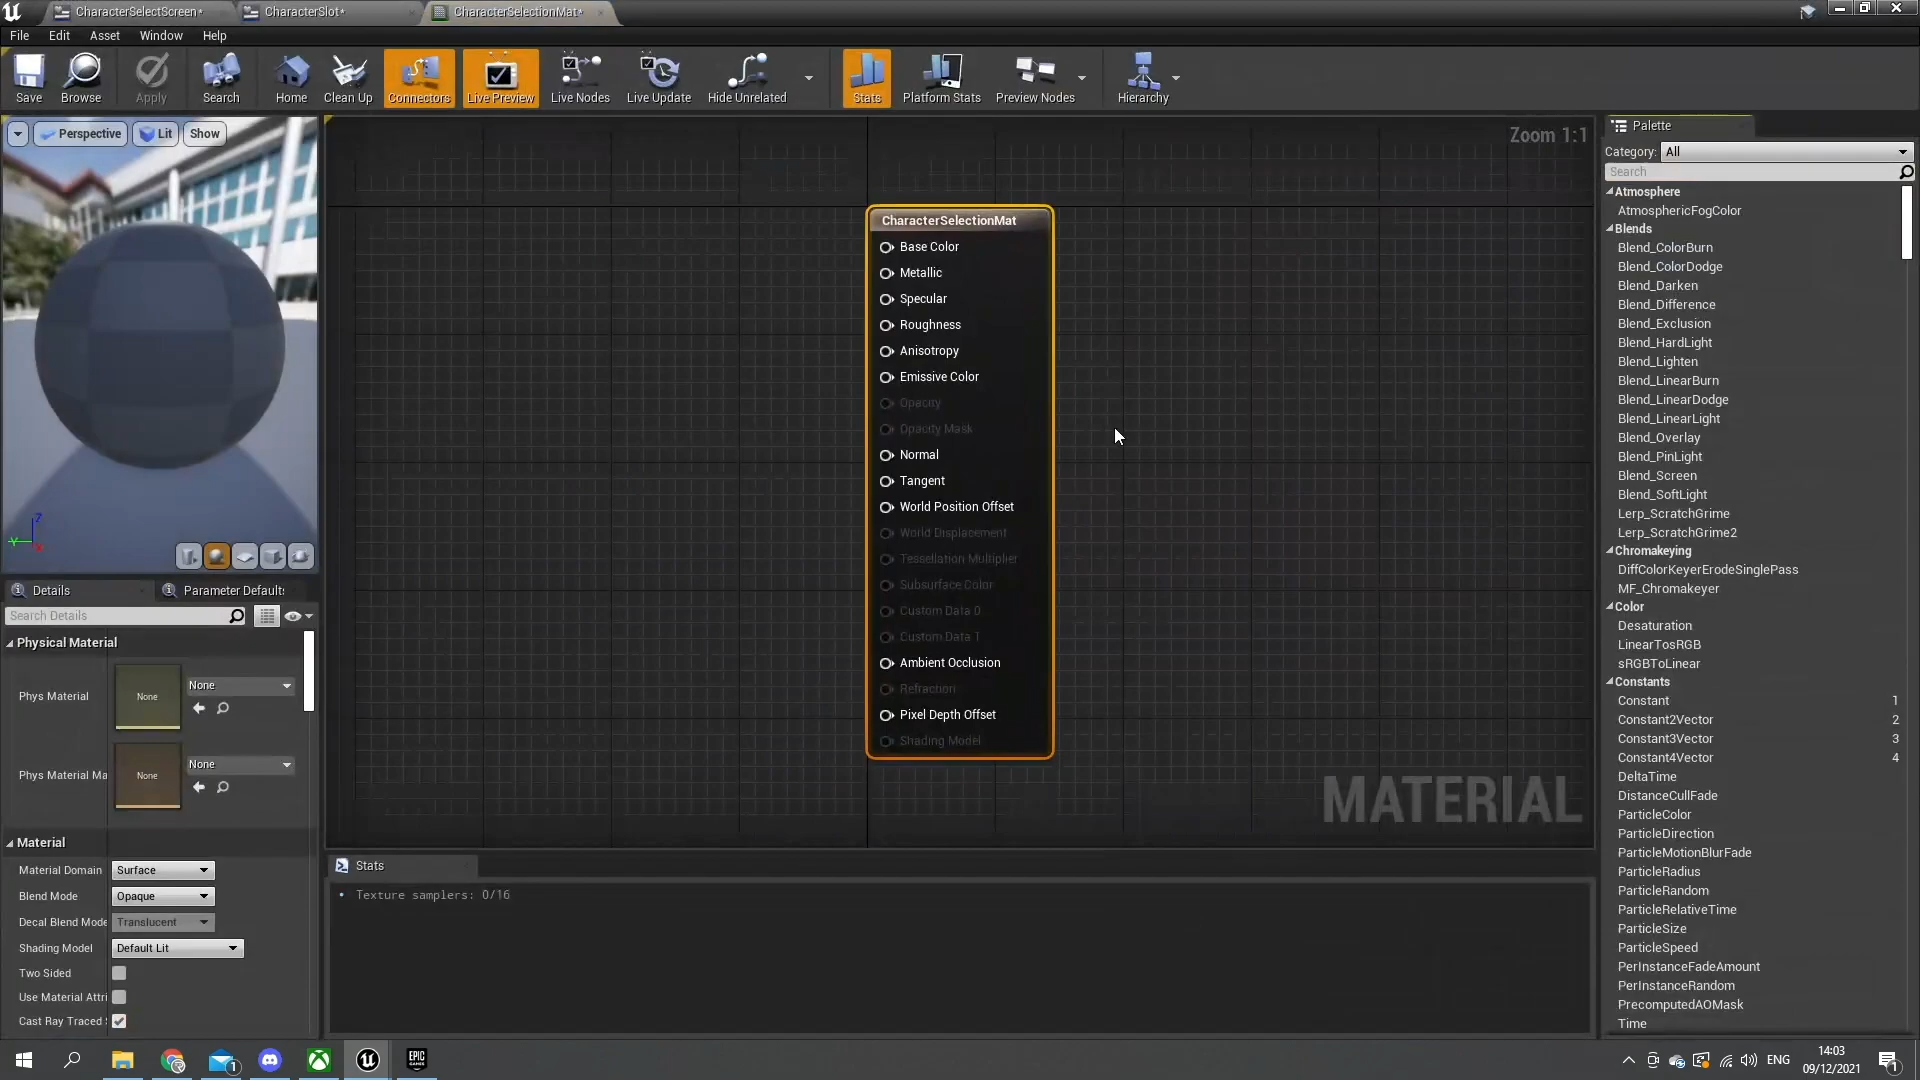 CharacterSelectScreen*
CharacterSlot*
CharacterSelectionMat*
File Edit Asset Window Help
Save Browse Apply Search Home Clean Up Connectors Live Preview Live Nodes Live Update Hide Unrelated Stats Platform Stats Preview Nodes Hierarchy
Perspective Lit Show
Zoom 1:1
CharacterSelectionMat
Base Color
Metallic
Specular
Roughness
Anisotropy
Emissive Color
Opacity
Opacity Mask
Normal
Tangent
World Position Offset
World Displacement
Tessellation Multiplier
Subsurface Color
Custom Data 0
Custom Data 1
Ambient Occlusion
Refraction
Pixel Depth Offset
Shading Model
MATERIAL
Z
Y
Details
Parameter Defaults
Search Details
Physical Material
Phys Material
None
None
Phys Material Ma
None
None
Material
Material Domain Surface
Blend Mode Opaque
Decal Blend Mode Translucent
Shading Model Default Lit
Two Sided
Use Material Attri
Cast Ray Traced
Stats
• Texture samplers: 0/16
Palette
Category: All
Search
Atmosphere
AtmosphericFogColor
Blends
Blend_ColorBurn
Blend_ColorDodge
Blend_Darken
Blend_Difference
Blend_Exclusion
Blend_HardLight
Blend_Lighten
Blend_LinearBurn
Blend_LinearDodge
Blend_LinearLight
Blend_Overlay
Blend_PinLight
Blend_Screen
Blend_SoftLight
Lerp_ScratchGrime
Lerp_ScratchGrime2
Chromakeying
DiffColorKeyerErodeSinglePass
MF_Chromakeyer
Color
Desaturation
LinearTosRGB
sRGBToLinear
Constants
Constant 1
Constant2Vector 2
Constant3Vector 3
Constant4Vector 4
DeltaTime
DistanceCullFade
ParticleColor
ParticleDirection
ParticleMotionBlurFade
ParticleRadius
ParticleRandom
ParticleRelativeTime
ParticleSize
ParticleSpeed
PerInstanceFadeAmount
PerInstanceRandom
PrecomputedAOMask
Time
1
EPIC
GAMES
ENG
14:03
09/12/2021
1